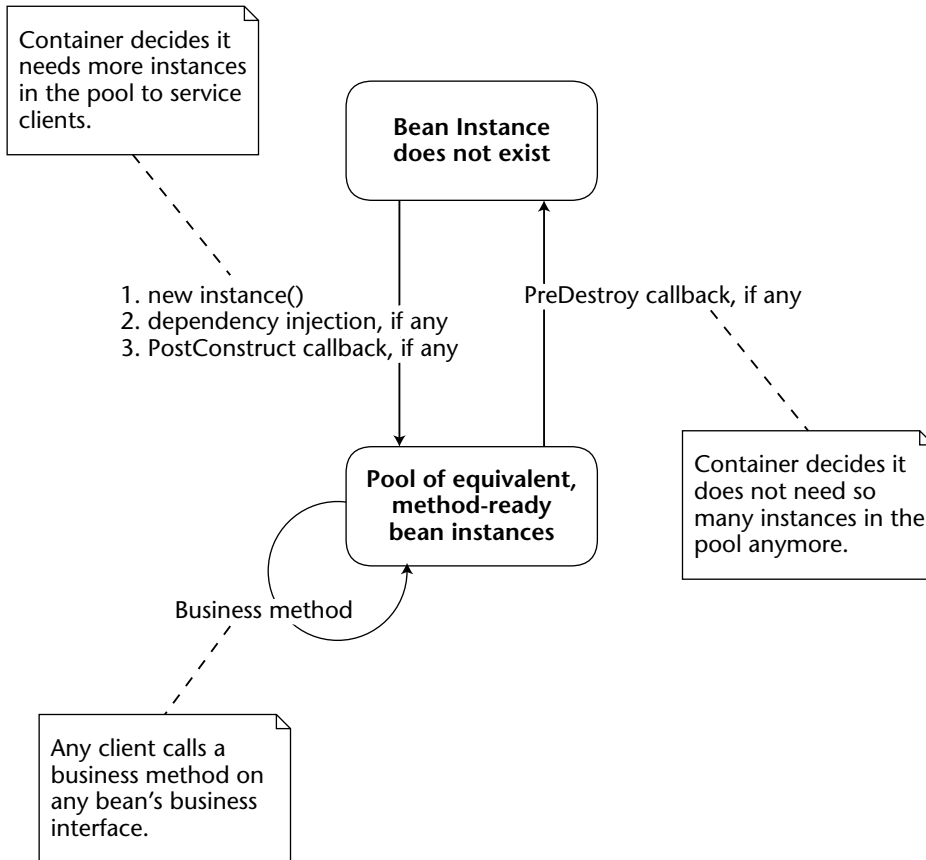 Container decides it
needs more instances
in the pool to service
clients.
Bean Instance
does not exist
1. new instance()
2. dependency injection, if any
3. PostConstruct callback, if any
PreDestroy callback, if any
Pool of equivalent,
method-ready
bean instances
Container decides it
does not need so
many instances in the
pool anymore.
Business method
Any client calls a
business method on
any bean’s business
interface.